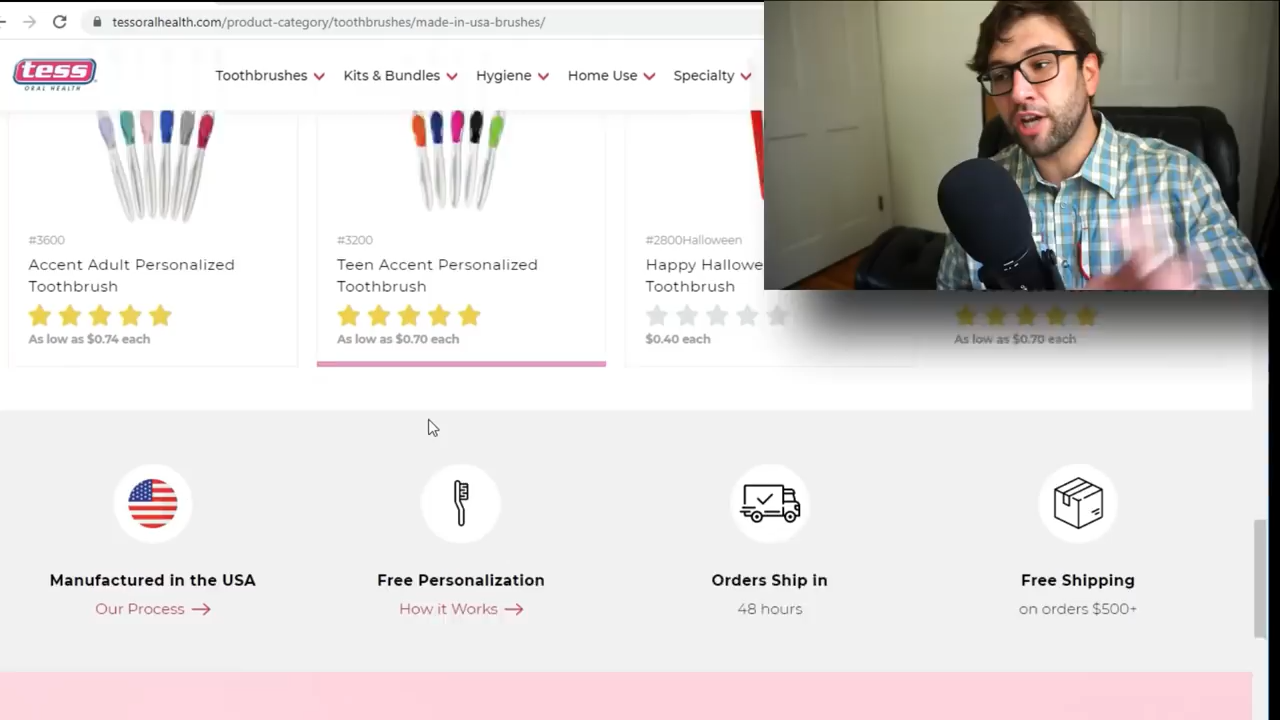 tessoralhealth.com/product-category/toothbrushes/made-in-usa-brushes/
tess
ORAL HEALTH
Toothbrushes
Kits & Bundles
Hygiene
Home Use
Specialty
#3600
Accent Adult Personalized
Toothbrush
As low as $0.74 each
#3200
Teen Accent Personalized
Toothbrush
As low as $0.70 each
#2800Halloween
Happy Hallowe
Toothbrush
$0.40 each
As low as $0.70 each
Manufactured in the USA
Our Process →
Free Personalization
How it Works →
Orders Ship in
48 hours
Free Shipping
on orders $500+